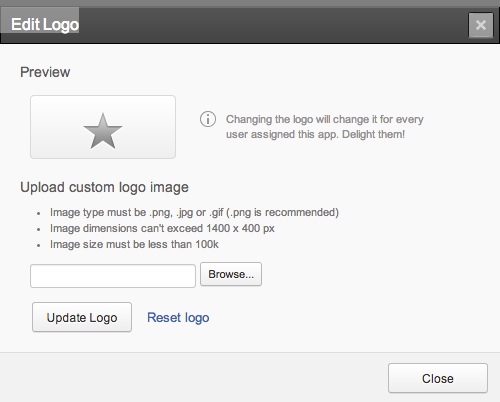 Edit Logo
Preview
Changing the logo will change it for every
user assigned this app. Delight them!
Upload custom logo image
• Image type must be .png, .jpg or .gif (.png is recommended)
• Image dimensions can't exceed 1400 x 400 px
• Image size must be less than 100k
Browse...
Update Logo Reset logo
Close